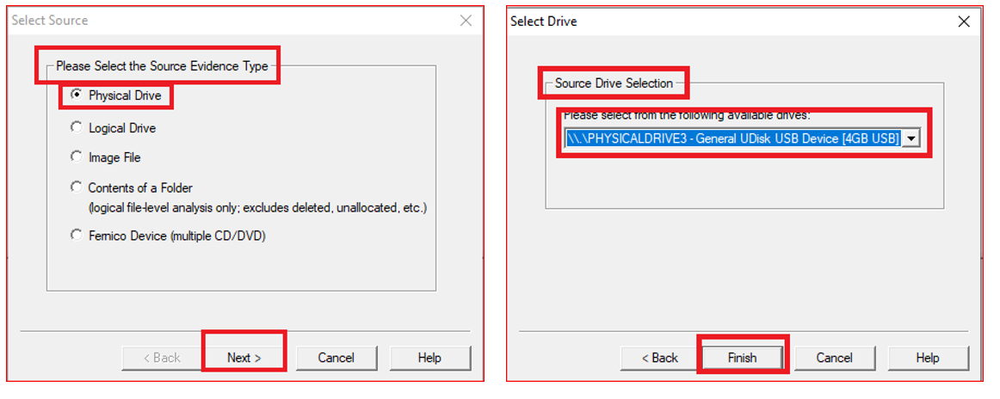 Select Source
Please Select the Source Evidence Type
Physical Drive
Logical Drive
Image File
Contents of a Folder
(logical file-level analysis only; excludes deleted, unallocated, etc.)
Fernico Device (multiple CD/DVD)
< Back
Next >
Cancel
Help
Select Drive
Source Drive Selection
Please select from the following available drives:
\\.\PHYSICALDRIVE3 - General UDisk USB Device [4GB USB]
< Back
Finish
Cancel
Help